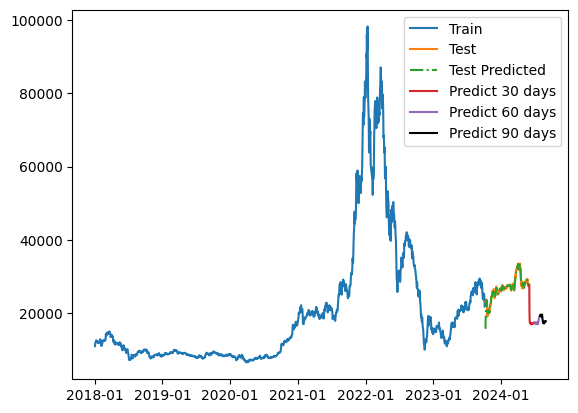 100000
80000
60000
40000
20000
2018-01 2019-01 2020-01 2021-01 2022-01 2023-01 2024-01
Train
Test
Test Predicted
Predict 30 days
Predict 60 days
Predict 90 days